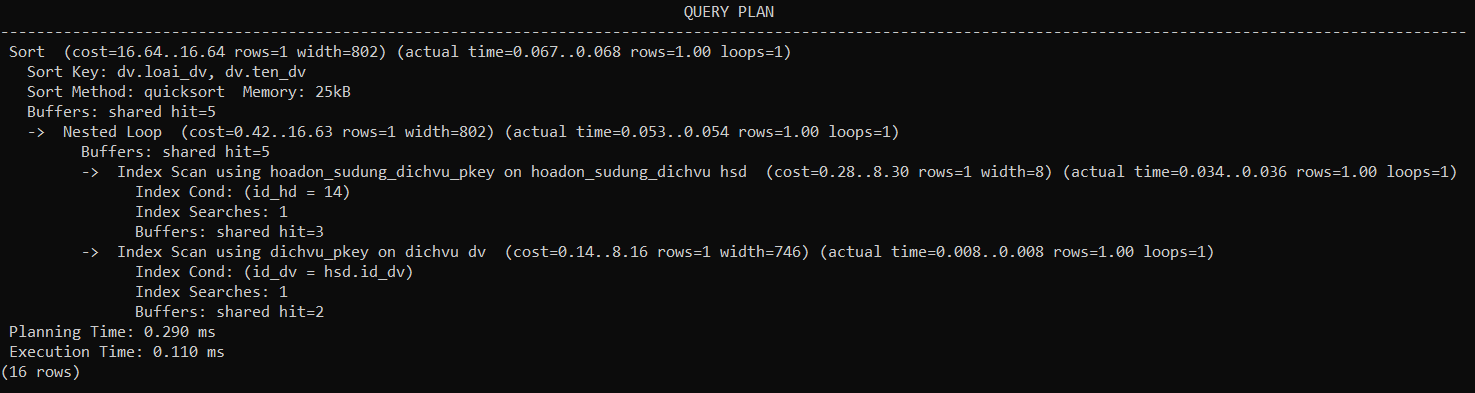 QUERY PLAN
-----------------------------------------------------------------------------------------------------------------------------------------------------------------
Sort  (cost=16.64..16.64 rows=1 width=802) (actual time=0.067..0.068 rows=1.00 loops=1)
  Sort Key: dv.loai_dv, dv.ten_dv
  Sort Method: quicksort  Memory: 25kB
  Buffers: shared hit=5
  ->  Nested Loop  (cost=0.42..16.63 rows=1 width=802) (actual time=0.053..0.054 rows=1.00 loops=1)
        Buffers: shared hit=5
        ->  Index Scan using hoadon_sudung_dichvu_pkey on hoadon_sudung_dichvu hsd  (cost=0.28..8.30 rows=1 width=8) (actual time=0.034..0.036 rows=1.00 loops=1)
              Index Cond: (id_hd = 14)
              Index Searches: 1
              Buffers: shared hit=3
        ->  Index Scan using dichvu_pkey on dichvu dv  (cost=0.14..8.16 rows=1 width=746) (actual time=0.008..0.008 rows=1.00 loops=1)
              Index Cond: (id_dv = hsd.id_dv)
              Index Searches: 1
              Buffers: shared hit=2
Planning Time: 0.290 ms
Execution Time: 0.110 ms
(16 rows)